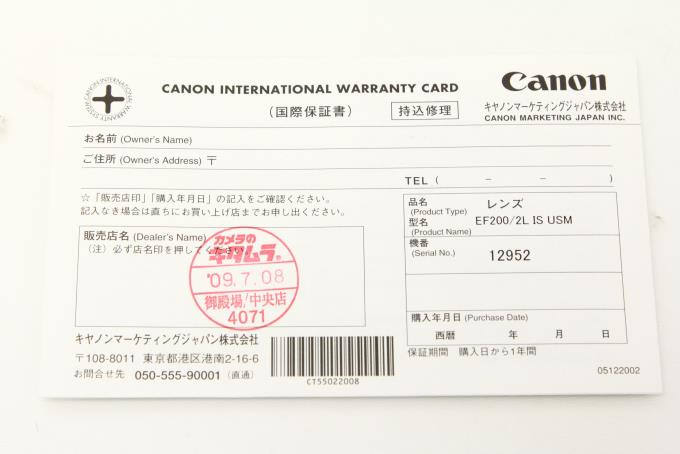 CANON INTERNATIONAL WARRANTY SYSTEM
CANON INTERNATIONAL WARRANTY CARD
Canon
(国際保証書)
持込修理
キヤノンマーケティングジャパン株式会社
CANON MARKETING JAPAN INC.
お名前 (Owner's Name)
ご住所 (Owner's Address) 〒
TEL ( － － )
☆「販売店印」「購入年月日」の記入をご確認ください。
記入なき場合は直ちにお買い上げ店までお申し出ください。
品名 レンズ
(Product Type)
型名 EF200/2L IS USM
(Product Name)
機番
(Serial No.) 12952
販売店名 (Dealer's Name)
(注) 必ず店名印を押してください
カメラの
キタムラ®
'09.7.08
御殿場/中央店
4071
購入年月日 (Purchase Date)
西暦 年 月 日
キヤノンマーケティングジャパン株式会社
〒108-8011 東京都港区港南2-16-6
お問合せ先 050-555-90001 (直通)
CT55022008
保証期間 購入日から1年間
05122002